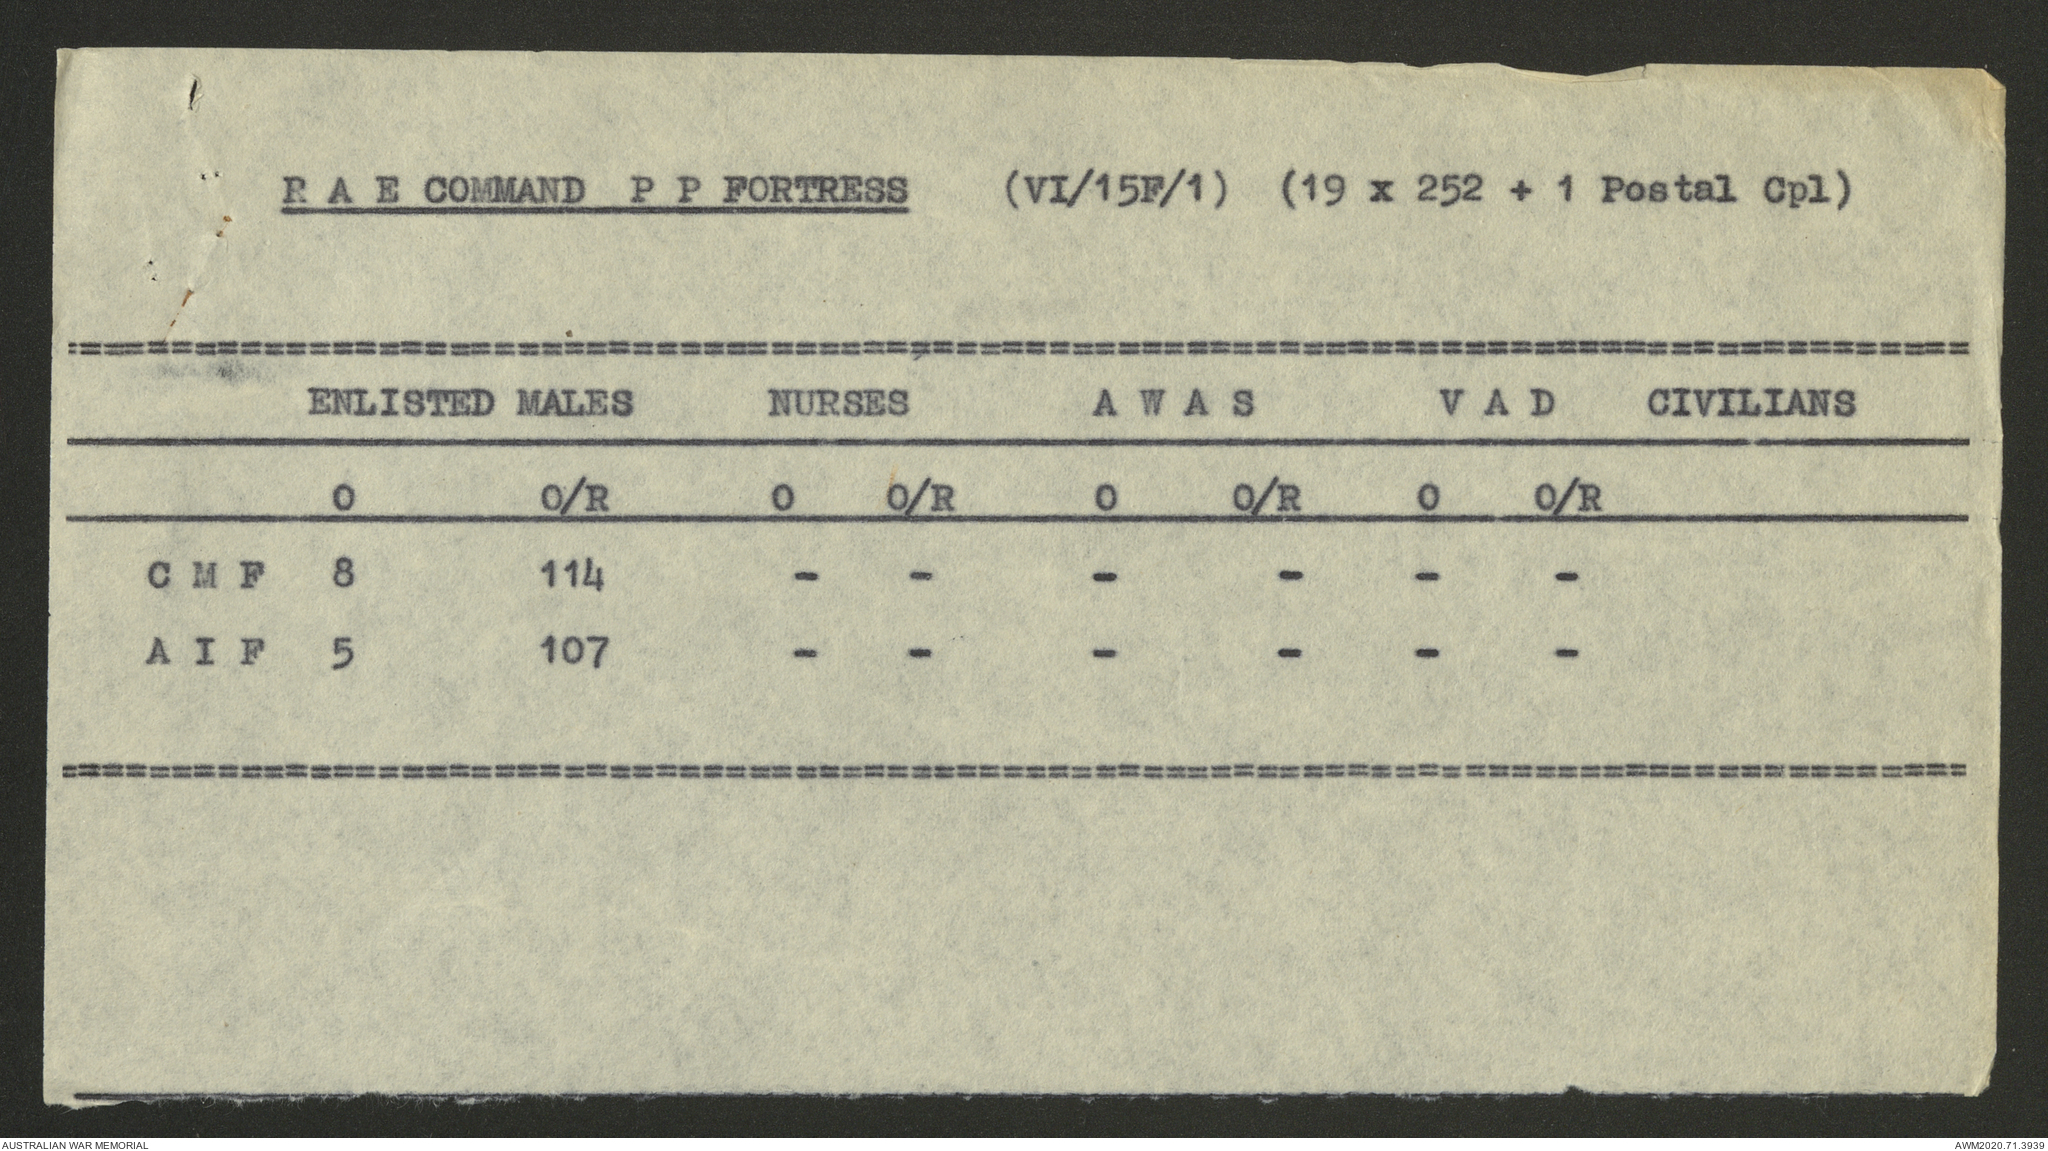 R A E COMMAND P P FORTRESS (VI/15F/1) (19 x 252 + 1 Postal Cpl)
ENLISTED MALES NURSES A W A S V A D CIVILIANS
O O/R O O/R O O/R O O/R
C M F 8 114 - - - - - -
A I F 5 107 - - - - - -
AUSTRALIAN WAR MEMORIAL AWM2020.71.3939